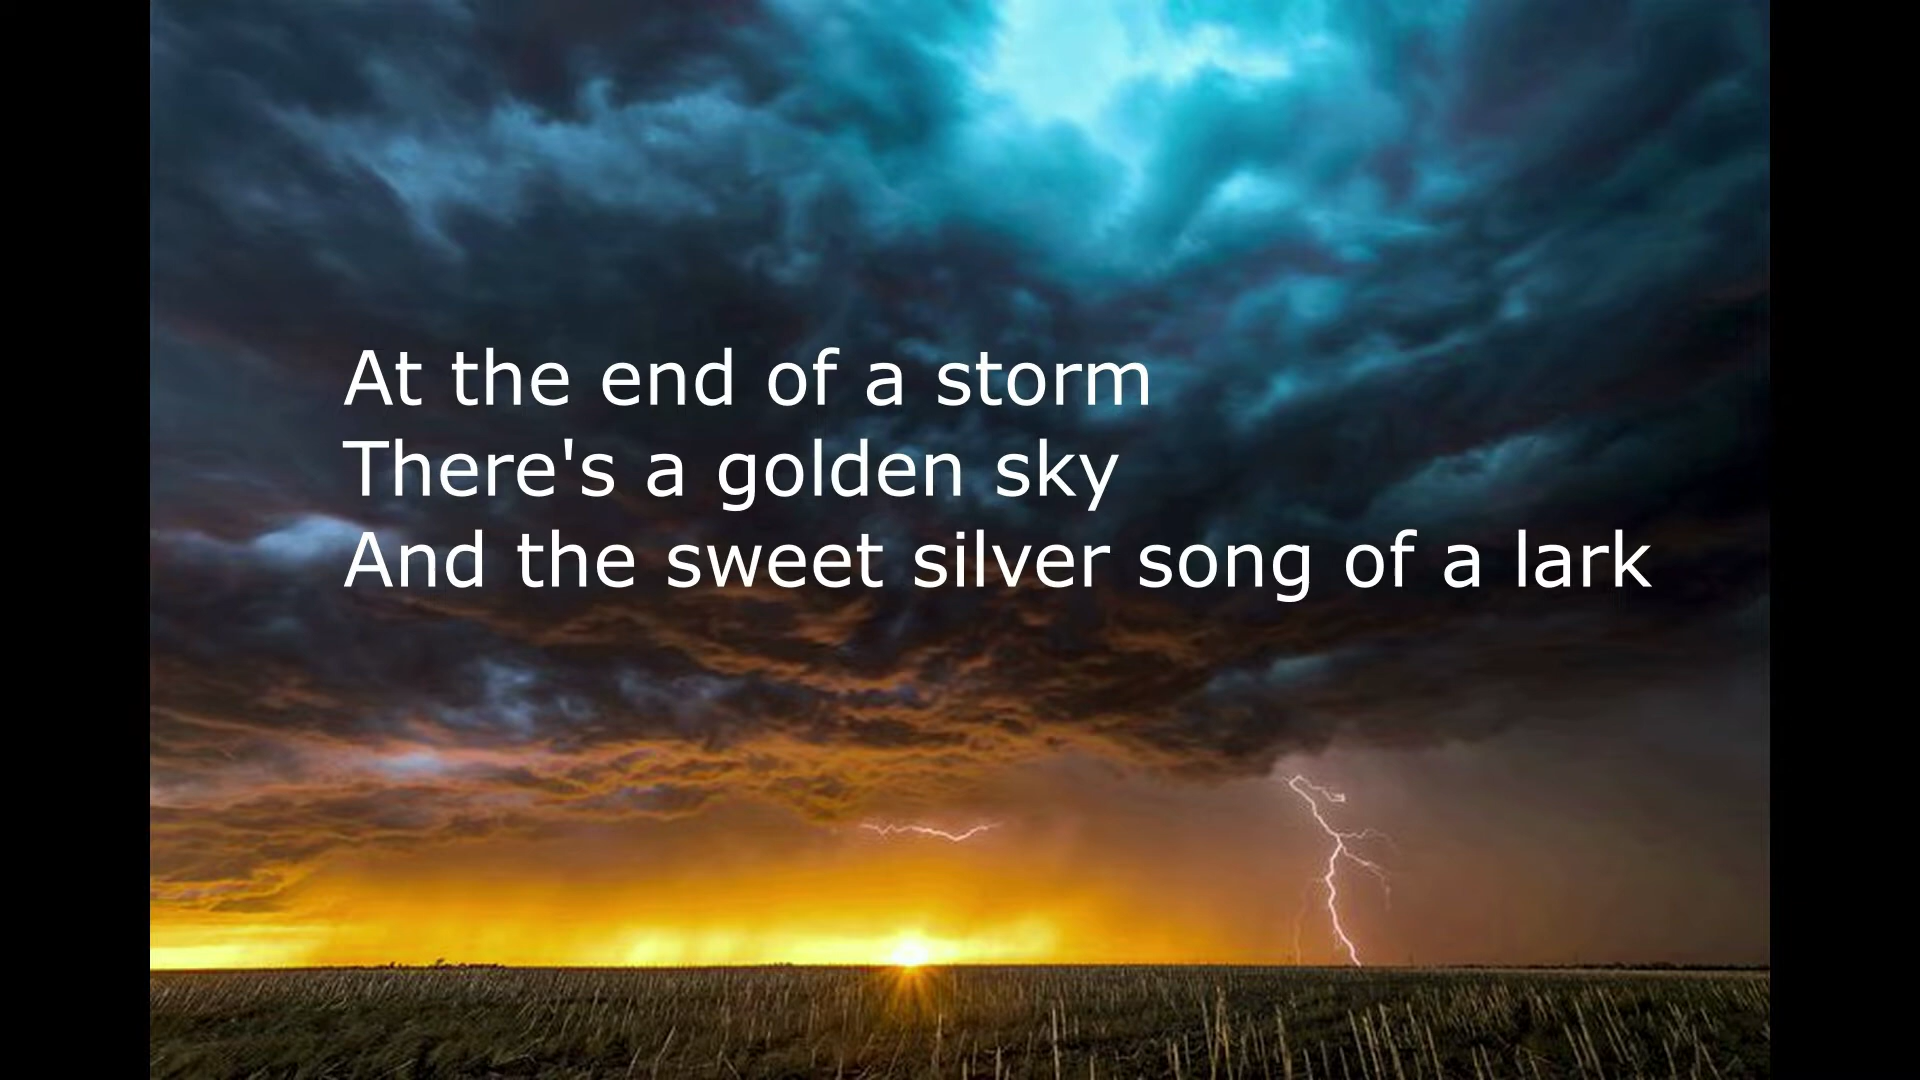 At the end of a storm
There's a golden sky
And the sweet silver song of a lark